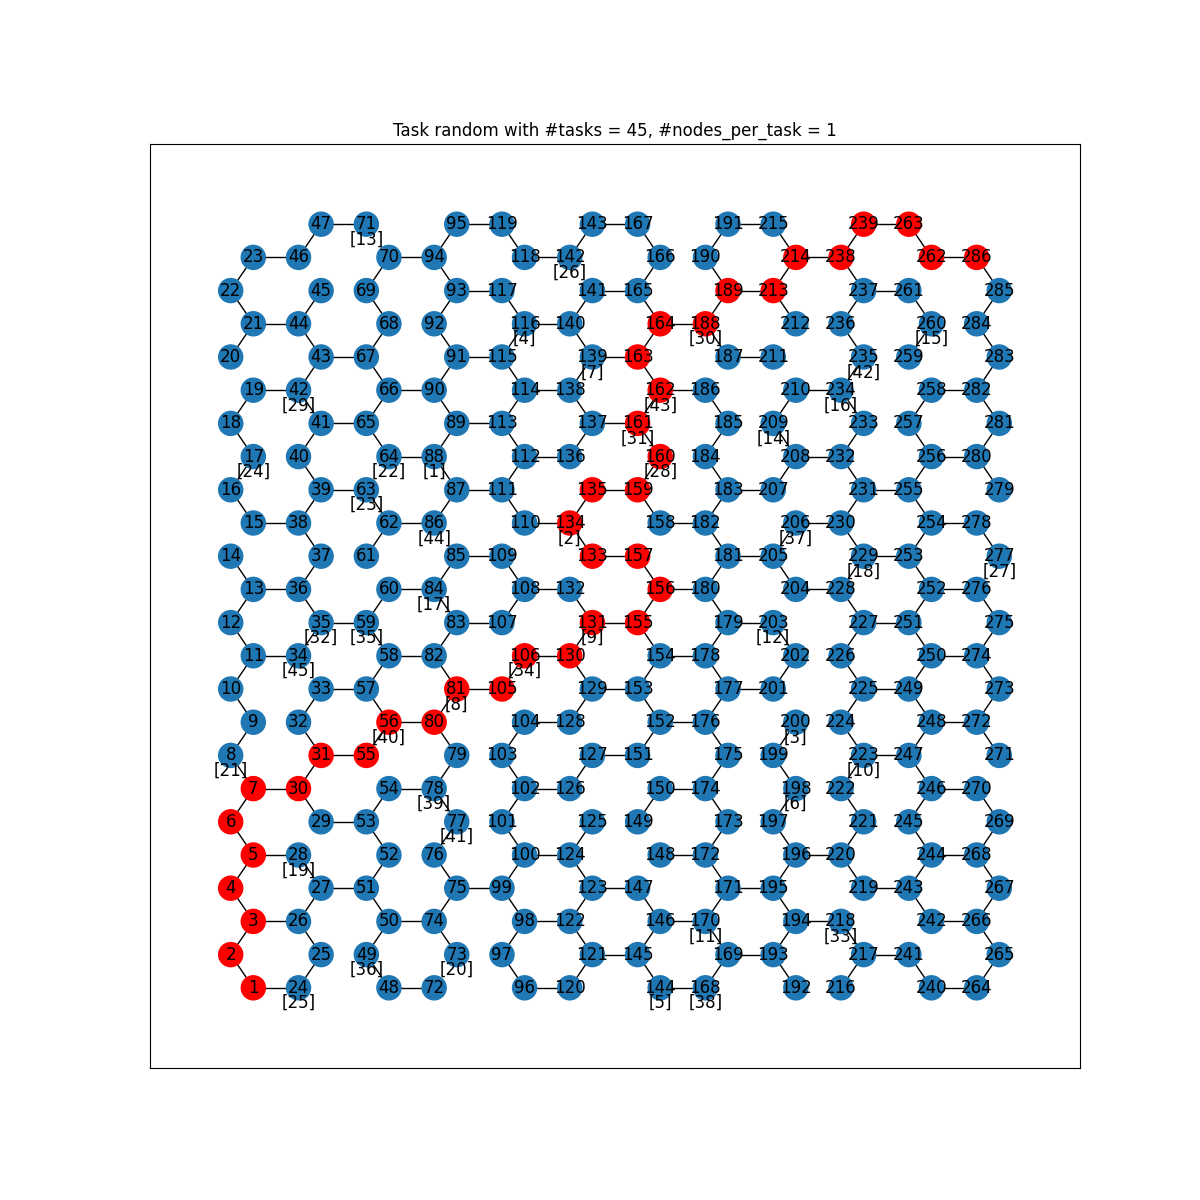 Task random with #tasks = 45, #nodes_per_task = 1
47 71 95 119 143 167 191 215 239 263
[13]
23 46 70 94 118 142 166 190 214 238 262 286
[26]
22 45 69 93 117 141 165 189 213 237 261 285
21 44 68 92 116 140 164 188 212 236 260 284
[4] [30] [15]
20 43 67 91 115 139 163 187 211 235 259 283
[7] [42]
19 42 66 90 114 138 162 186 210 234 258 282
[29] [43] [16]
18 41 65 89 113 137 161 185 209 233 257 281
[31] [14]
17 40 64 88 112 136 160 184 208 232 256 280
[24] [22] [1] [28]
16 39 63 87 111 135 159 183 207 231 255 279
[23]
15 38 62 86 110 134 158 182 206 230 254 278
[44] [2] [37]
14 37 61 85 109 133 157 181 205 229 253 277
[18] [27]
13 36 60 84 108 132 156 180 204 228 252 276
[17]
12 35 59 83 107 131 155 179 203 227 251 275
[32] [35] [9] [12]
11 34 58 82 106 130 154 178 202 226 250 274
[45] [34]
10 33 57 81 105 129 153 177 201 225 249 273
[8]
9 32 56 80 104 128 152 176 200 224 248 272
[40] [3]
8 31 55 79 103 127 151 175 199 223 247 271
[21] [10]
7 30 54 78 102 126 150 174 198 222 246 270
[39] [6]
6 29 53 77 101 125 149 173 197 221 245 269
[41]
5 28 52 76 100 124 148 172 196 220 244 268
[19]
4 27 51 75 99 123 147 171 195 219 243 267
3 26 50 74 98 122 146 170 194 218 242 266
[11] [33]
2 25 49 73 97 121 145 169 193 217 241 265
[36] [20]
1 24 48 72 96 120 144 168 192 216 240 264
[25] [5] [38]